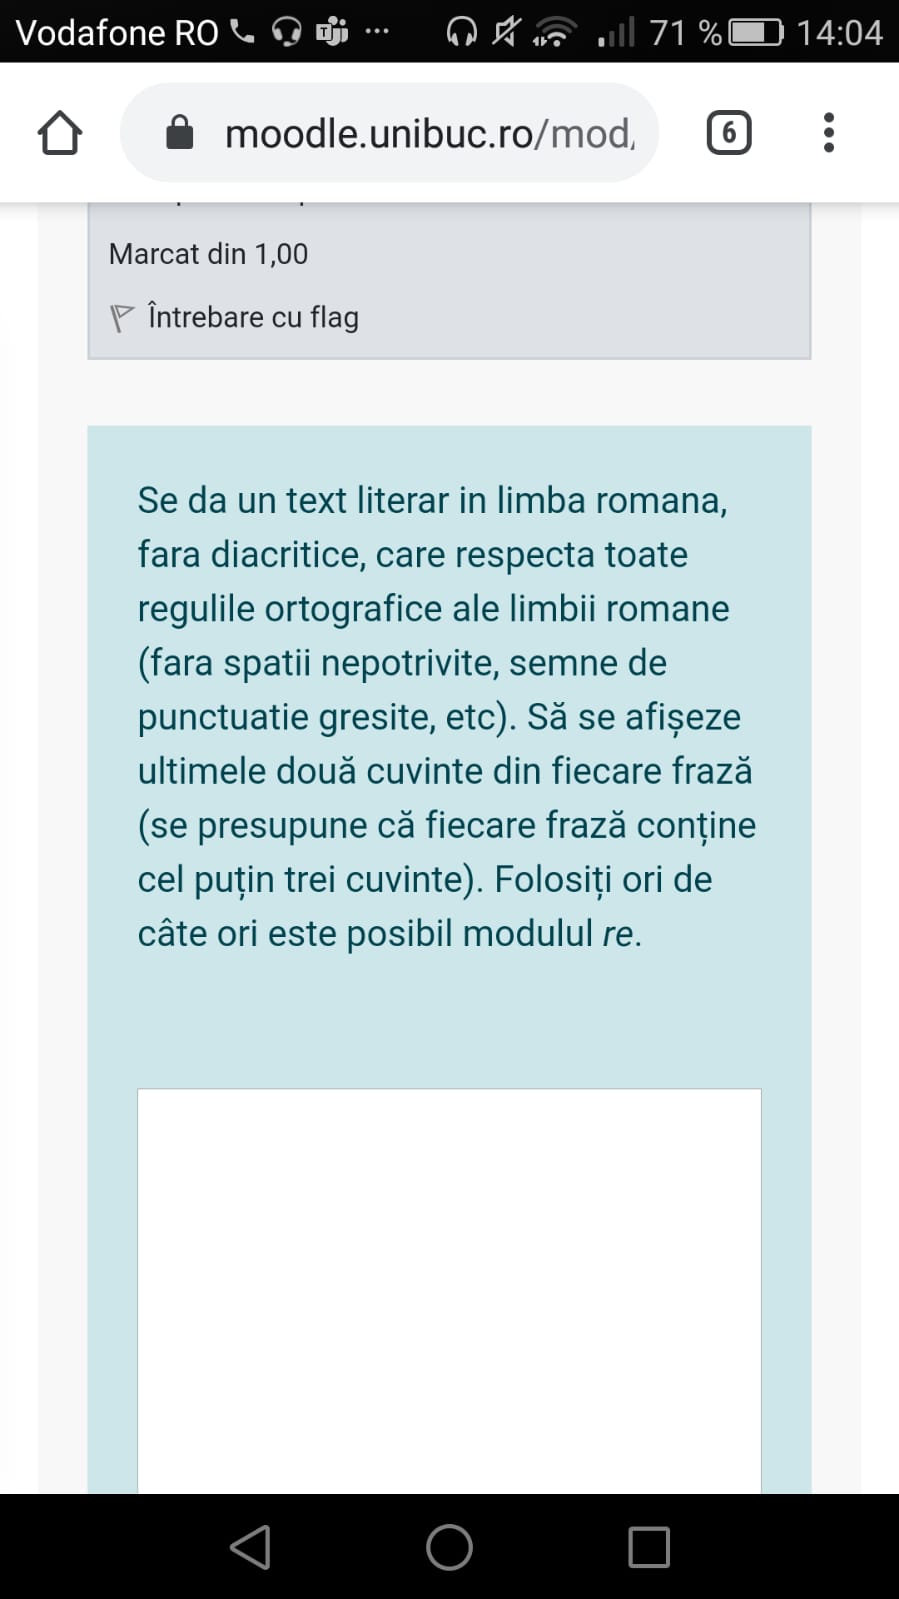 Vodafone RO 71 % 14:04
moodle.unibuc.ro/mod, 6
Marcat din 1,00
Întrebare cu flag
Se da un text literar in limba romana,
fara diacritice, care respecta toate
regulile ortografice ale limbii romane
(fara spatii nepotrivite, semne de
punctuatie gresite, etc). Să se afișeze
ultimele două cuvinte din fiecare frază
(se presupune că fiecare frază conține
cel puțin trei cuvinte). Folosiți ori de
câte ori este posibil modulul re.